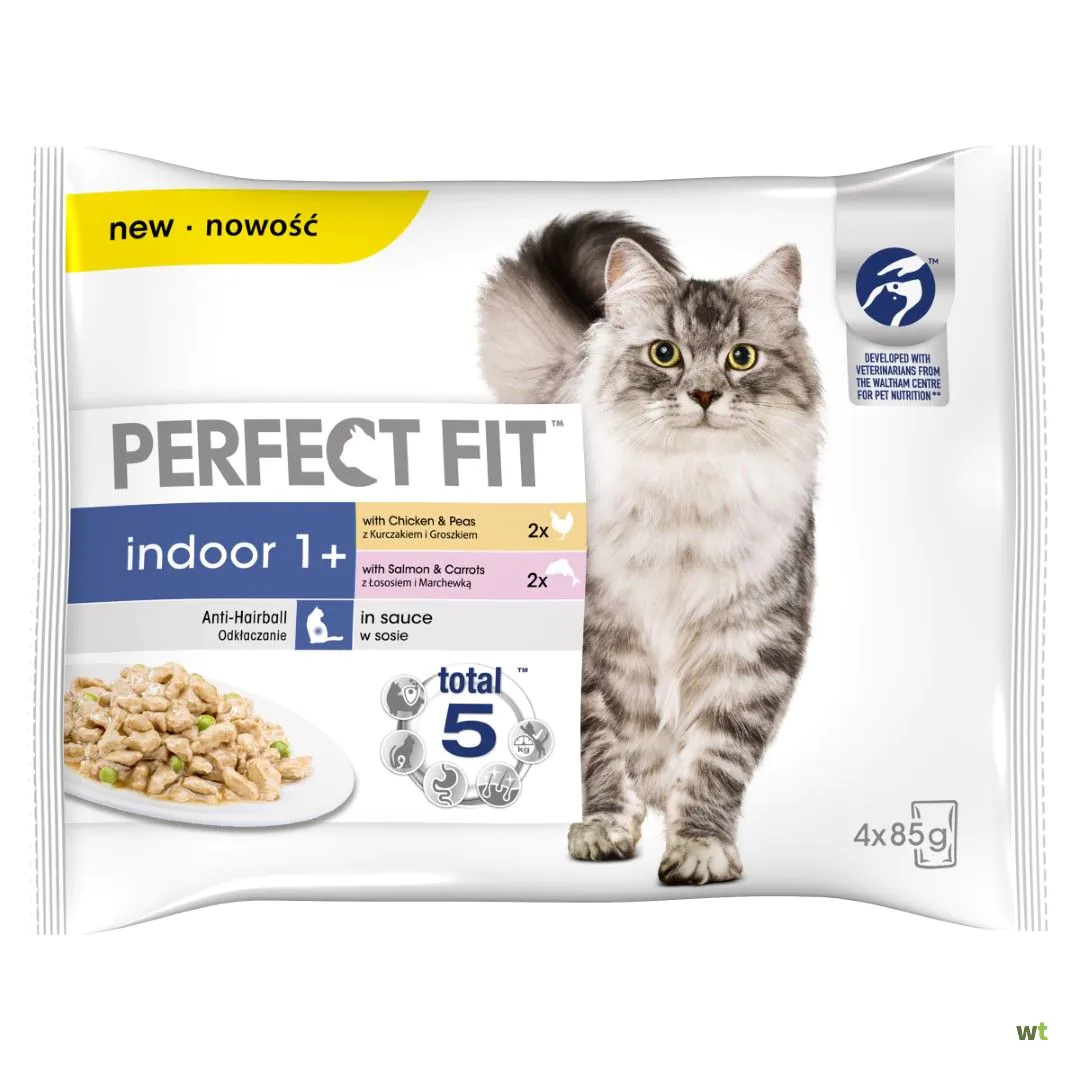 new · nowość
™
DEVELOPED WITH
VETERINARIANS FROM
THE WALTHAM CENTRE
FOR PET NUTRITION**
PERFECT FIT™
indoor 1+
with Chicken & Peas
z Kurczakiem i Groszkiem
2x
with Salmon & Carrots
z Łososiem i Marchewką
2x
Anti-Hairball
Odkłaczanie
in sauce
w sosie
total™
5
kg
4x85g
wt